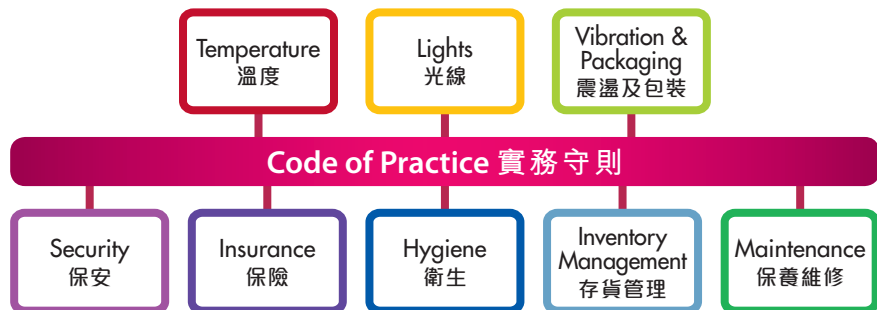 Temperature
溫度
Lights
光線
Vibration &
Packaging
震盪及包裝
Code of Practice 實務守則
Security
保安
Insurance
保險
Hygiene
衞生
Inventory
Management
存貨管理
Maintenance
保養維修